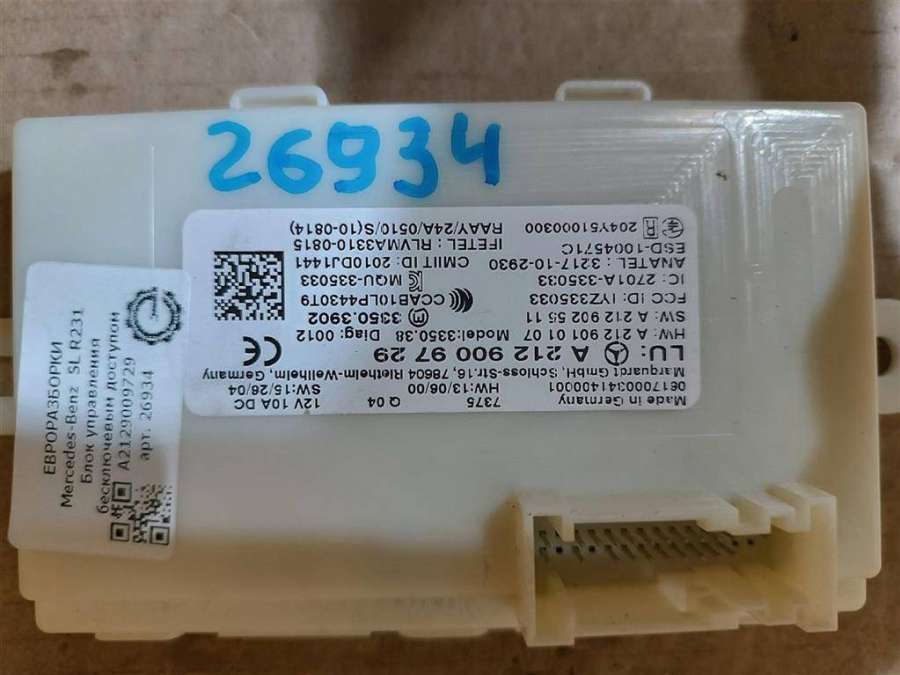 26934
Made in Germany 7375 Q 04 12V 10A DC
0617000341400001 HW:13/06/00 SW:15/26/04
Marquardt GmbH, Schloss-Str.16, 78604 Rietheim-Weilheim, Germany
LU: A 212 900 97 29 CE
HW: A 212 901 01 07 Model:3350.38 Diag: 0012
SW: A 212 902 55 11 m 3350.3902
FCC ID: IYZ335033 CCAB10LP4430T9
IC: 2701A-335033 MQU-335033
ANATEL: 3217-10-2930 CMIIT ID: 2010DJ1441
ESD-1004571C IFETEL: RLVMA3310-0815
R 204Y51000300 RAAY/24A/0510/S(10-0814)
ЕВРОРАЗБОРКИ
Mercedes-Benz SL R231
Блок управления
бесключевым доступом
A2129009729
арт. 26934